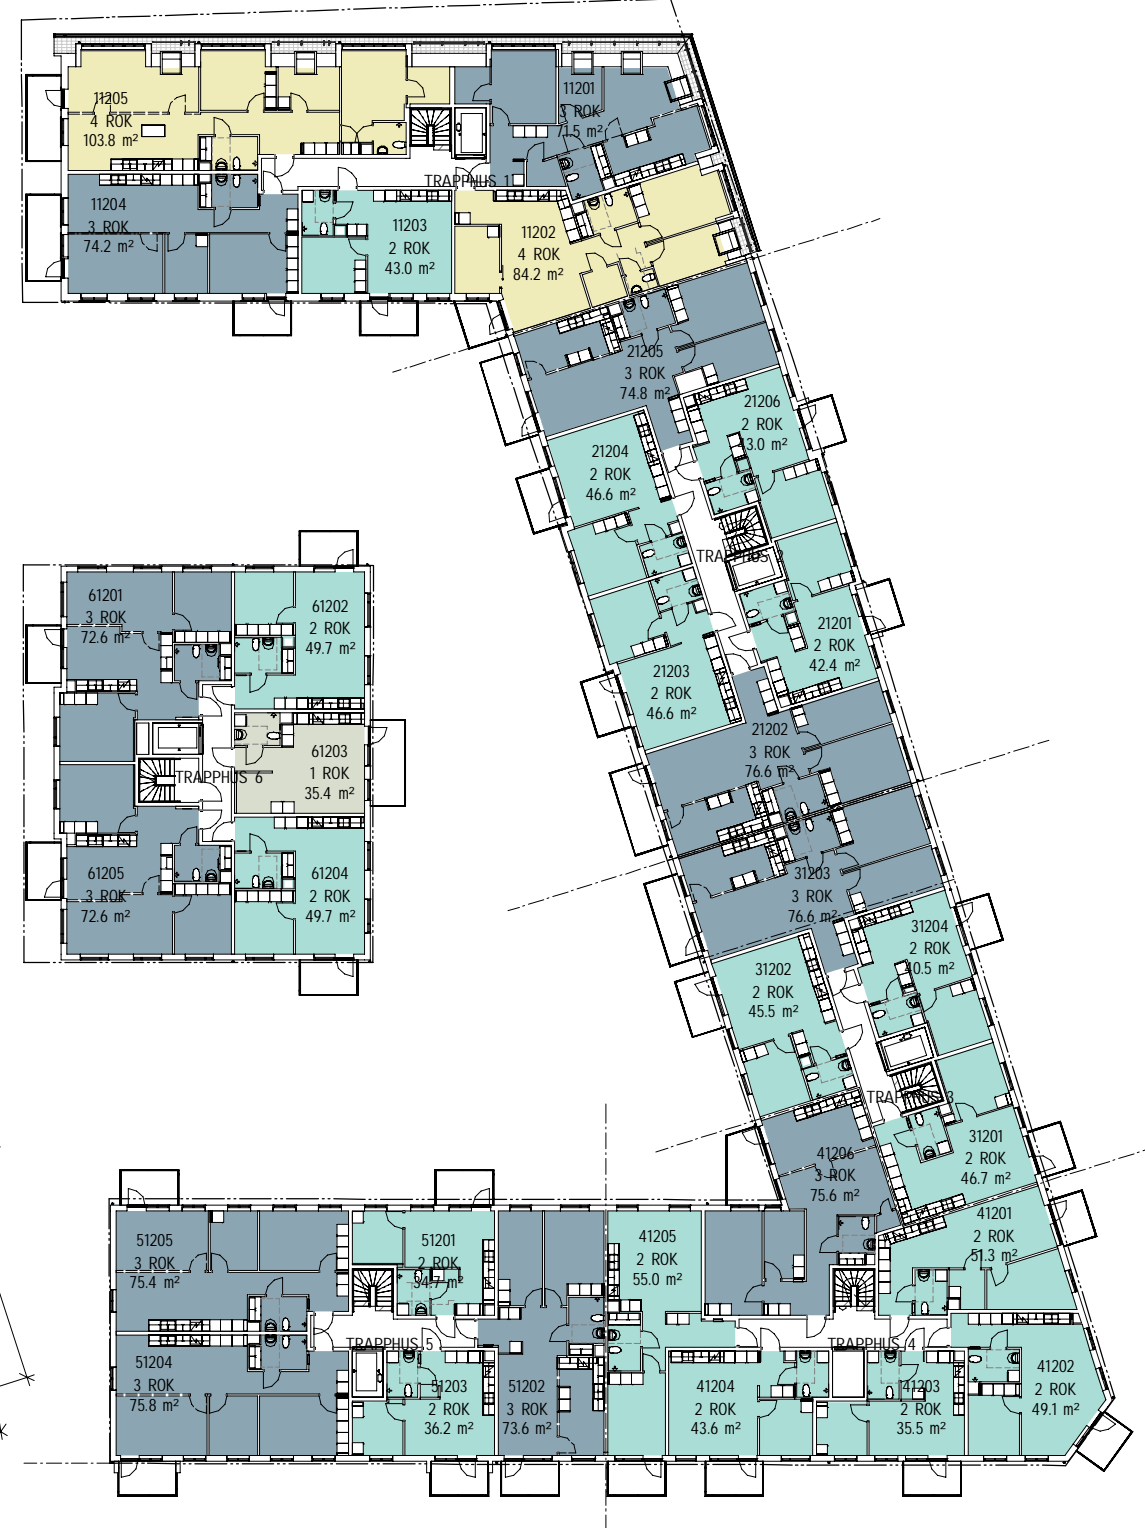 11205
4 ROK
103.8 m²
11201
3 ROK
71.5 m²
TRAPPHUS 1
11204
3 ROK
74.2 m²
11203
2 ROK
43.0 m²
11202
4 ROK
84.2 m²
21205
3 ROK
74.8 m²
21206
2 ROK
43.0 m²
21204
2 ROK
46.6 m²
TRAPPHUS 2
21201
2 ROK
42.4 m²
21203
2 ROK
46.6 m²
21202
3 ROK
76.6 m²
61201
3 ROK
72.6 m²
61202
2 ROK
49.7 m²
61203
1 ROK
35.4 m²
TRAPPHUS 6
61205
3 ROK
72.6 m²
61204
2 ROK
49.7 m²
31203
3 ROK
76.6 m²
31204
2 ROK
40.5 m²
31202
2 ROK
45.5 m²
TRAPPHUS 3
31201
2 ROK
46.7 m²
41206
3 ROK
75.6 m²
41201
2 ROK
51.3 m²
51205
3 ROK
75.4 m²
51201
2 ROK
34.7 m²
41205
2 ROK
55.0 m²
TRAPPHUS 5
TRAPPHUS 4
51204
3 ROK
75.8 m²
51203
2 ROK
36.2 m²
51202
3 ROK
73.6 m²
41204
2 ROK
43.6 m²
41203
2 ROK
35.5 m²
41202
2 ROK
49.1 m²